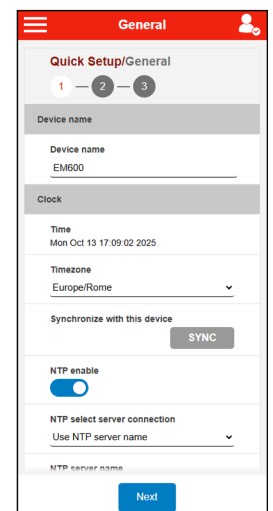 General
Quick Setup/General
1 2 3
Device name
Device name
EM600
Clock
Time
Mon Oct 13 17:09:02 2025
Timezone
Europe/Rome
Synchronize with this device
SYNC
NTP enable
NTP select server connection
Use NTP server name
NTP server name
Next